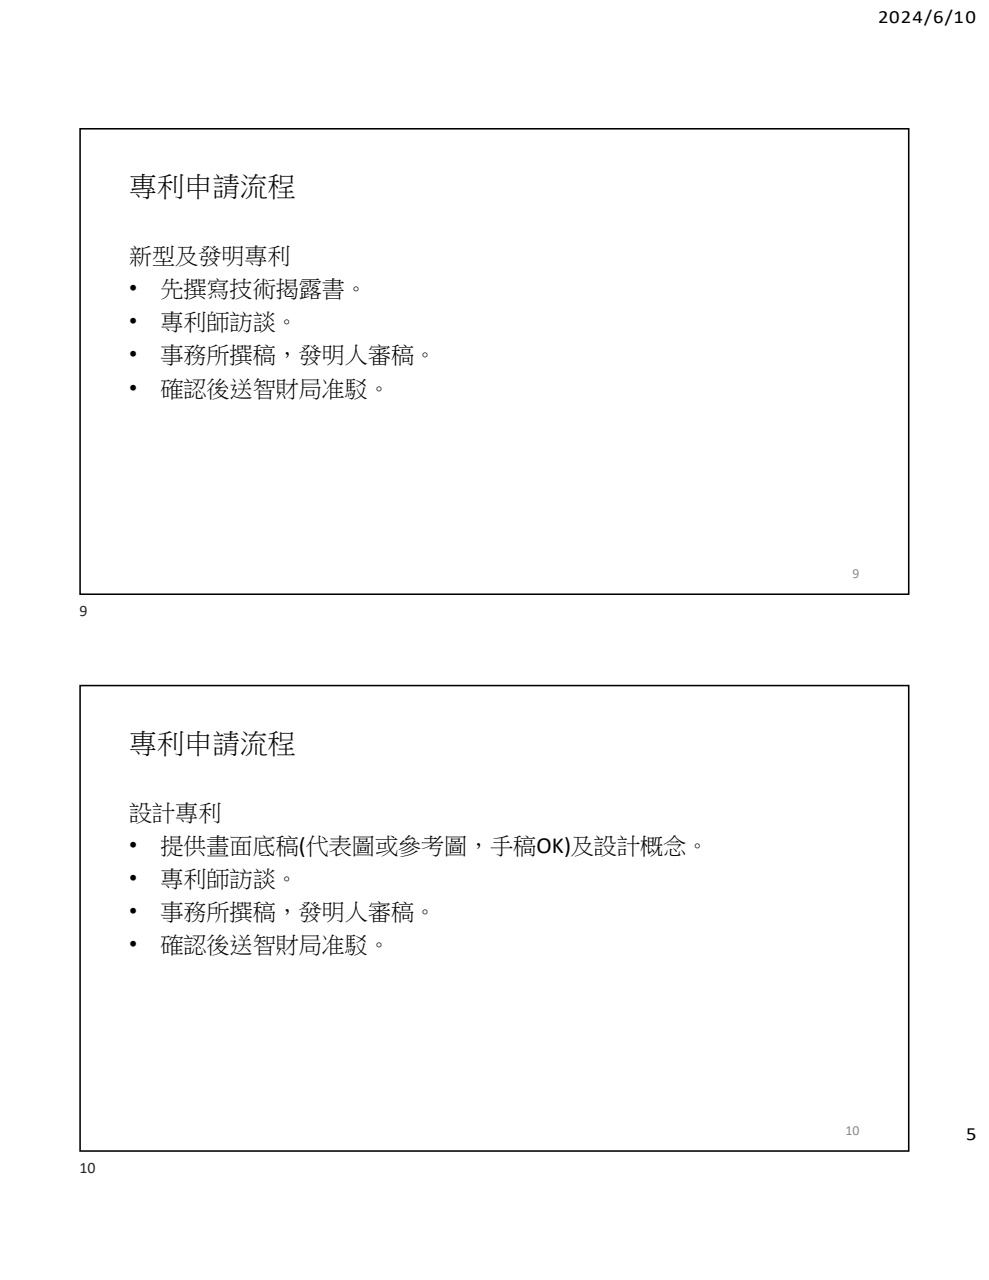 2024/6/10
專利申請流程
新型及發明專利
• 先撰寫技術揭露書。
• 專利師訪談。
• 事務所撰稿，發明人審稿。
• 確認後送智財局准駁。
9
9
專利申請流程
設計專利
• 提供畫面底稿(代表圖或參考圖，手稿OK)及設計概念。
• 專利師訪談。
• 事務所撰稿，發明人審稿。
• 確認後送智財局准駁。
10
5
10